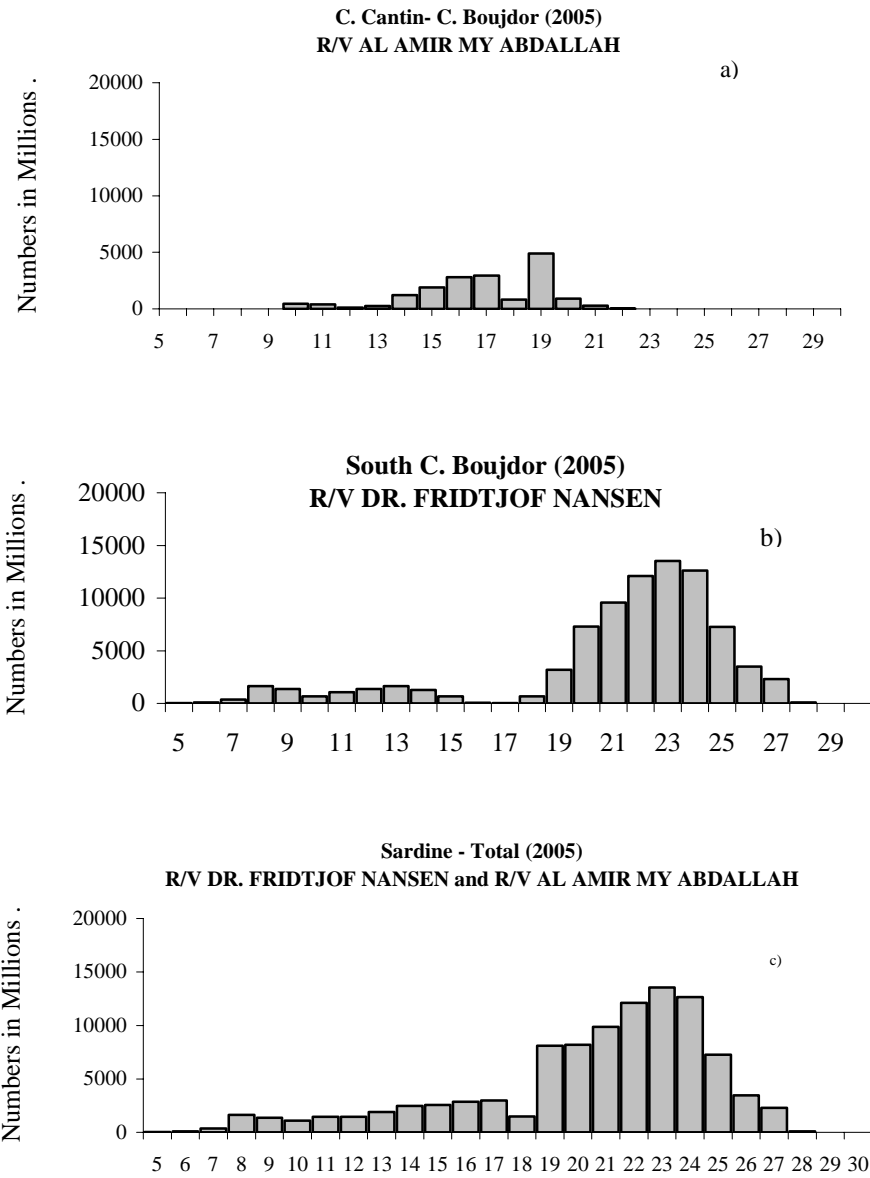 C. Cantin- C. Boujdor (2005)
R/V AL AMIR MY ABDALLAH
a)
Numbers in Millions .
20000
15000
10000
5000
0
5 7 9 11 13 15 17 19 21 23 25 27 29
South C. Boujdor (2005)
R/V DR. FRIDTJOF NANSEN
b)
Numbers in Millions .
20000
15000
10000
5000
0
5 7 9 11 13 15 17 19 21 23 25 27 29
Sardine - Total (2005)
R/V DR. FRIDTJOF NANSEN and R/V AL AMIR MY ABDALLAH
c)
Numbers in Millions .
20000
15000
10000
5000
0
5 6 7 8 9 10 11 12 13 14 15 16 17 18 19 20 21 22 23 24 25 26 27 28 29 30